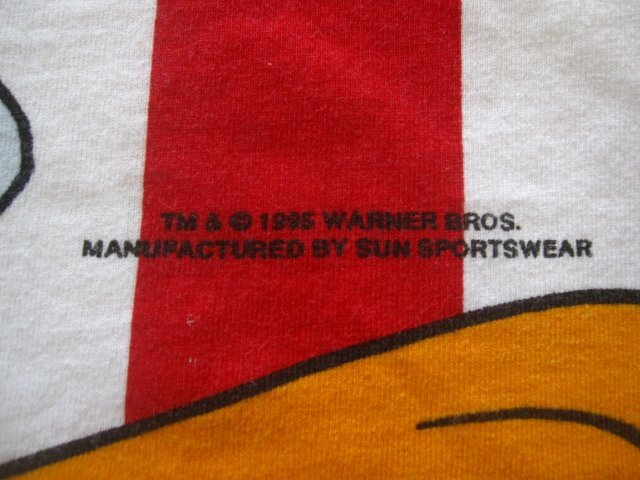 TM & © 1995 WARNER BROS.
MANUFACTURED BY SUN SPORTSWEAR